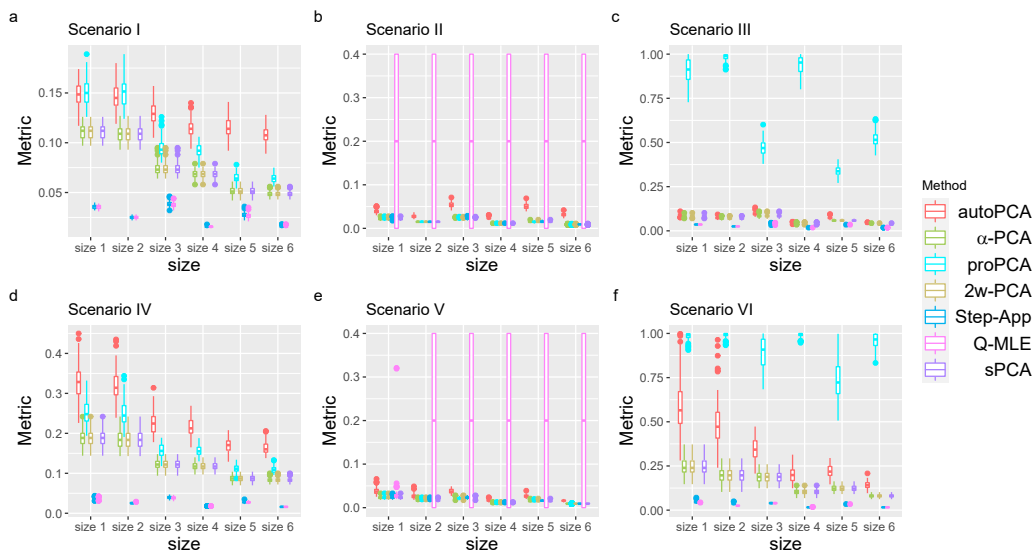 a
Scenario I
0.15
0.10
0.05
Metric
size 1 size 2 size 3 size 4 size 5 size 6
size
b
Scenario II
0.4
0.3
0.2
0.1
0.0
Metric
size 1 size 2 size 3 size 4 size 5 size 6
size
c
Scenario III
1.00
0.75
0.50
0.25
0.00
Metric
size 1 size 2 size 3 size 4 size 5 size 6
size
d
Scenario IV
0.4
0.3
0.2
0.1
0.0
Metric
size 1 size 2 size 3 size 4 size 5 size 6
size
e
Scenario V
0.4
0.3
0.2
0.1
0.0
Metric
size 1 size 2 size 3 size 4 size 5 size 6
size
f
Scenario VI
1.00
0.75
0.50
0.25
0.00
Metric
size 1 size 2 size 3 size 4 size 5 size 6
size
Method
autoPCA
α-PCA
proPCA
2w-PCA
Step-App
Q-MLE
sPCA